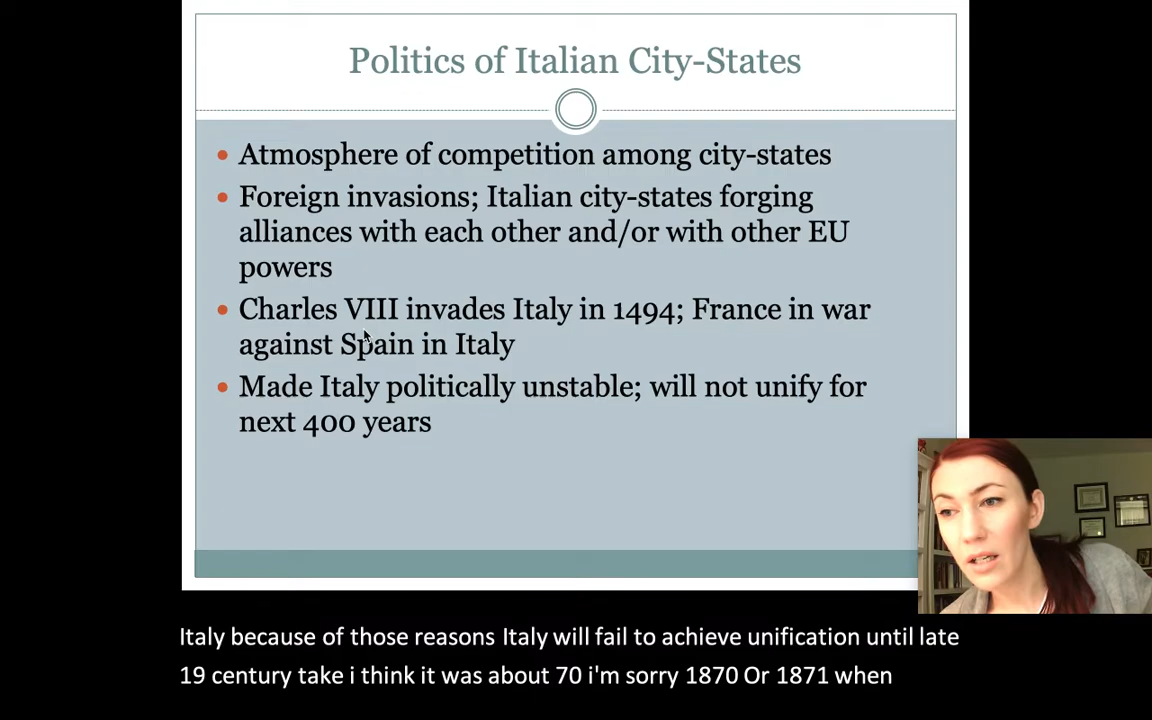 Politics of Italian City-States
• Atmosphere of competition among city-states
• Foreign invasions; Italian city-states forging
alliances with each other and/or with other EU
powers
• Charles VIII invades Italy in 1494; France in war
against Spain in Italy
• Made Italy politically unstable; will not unify for
next 400 years
Italy because of those reasons Italy will fail to achieve unification until late
19 century take i think it was about 70 i'm sorry 1870 Or 1871 when